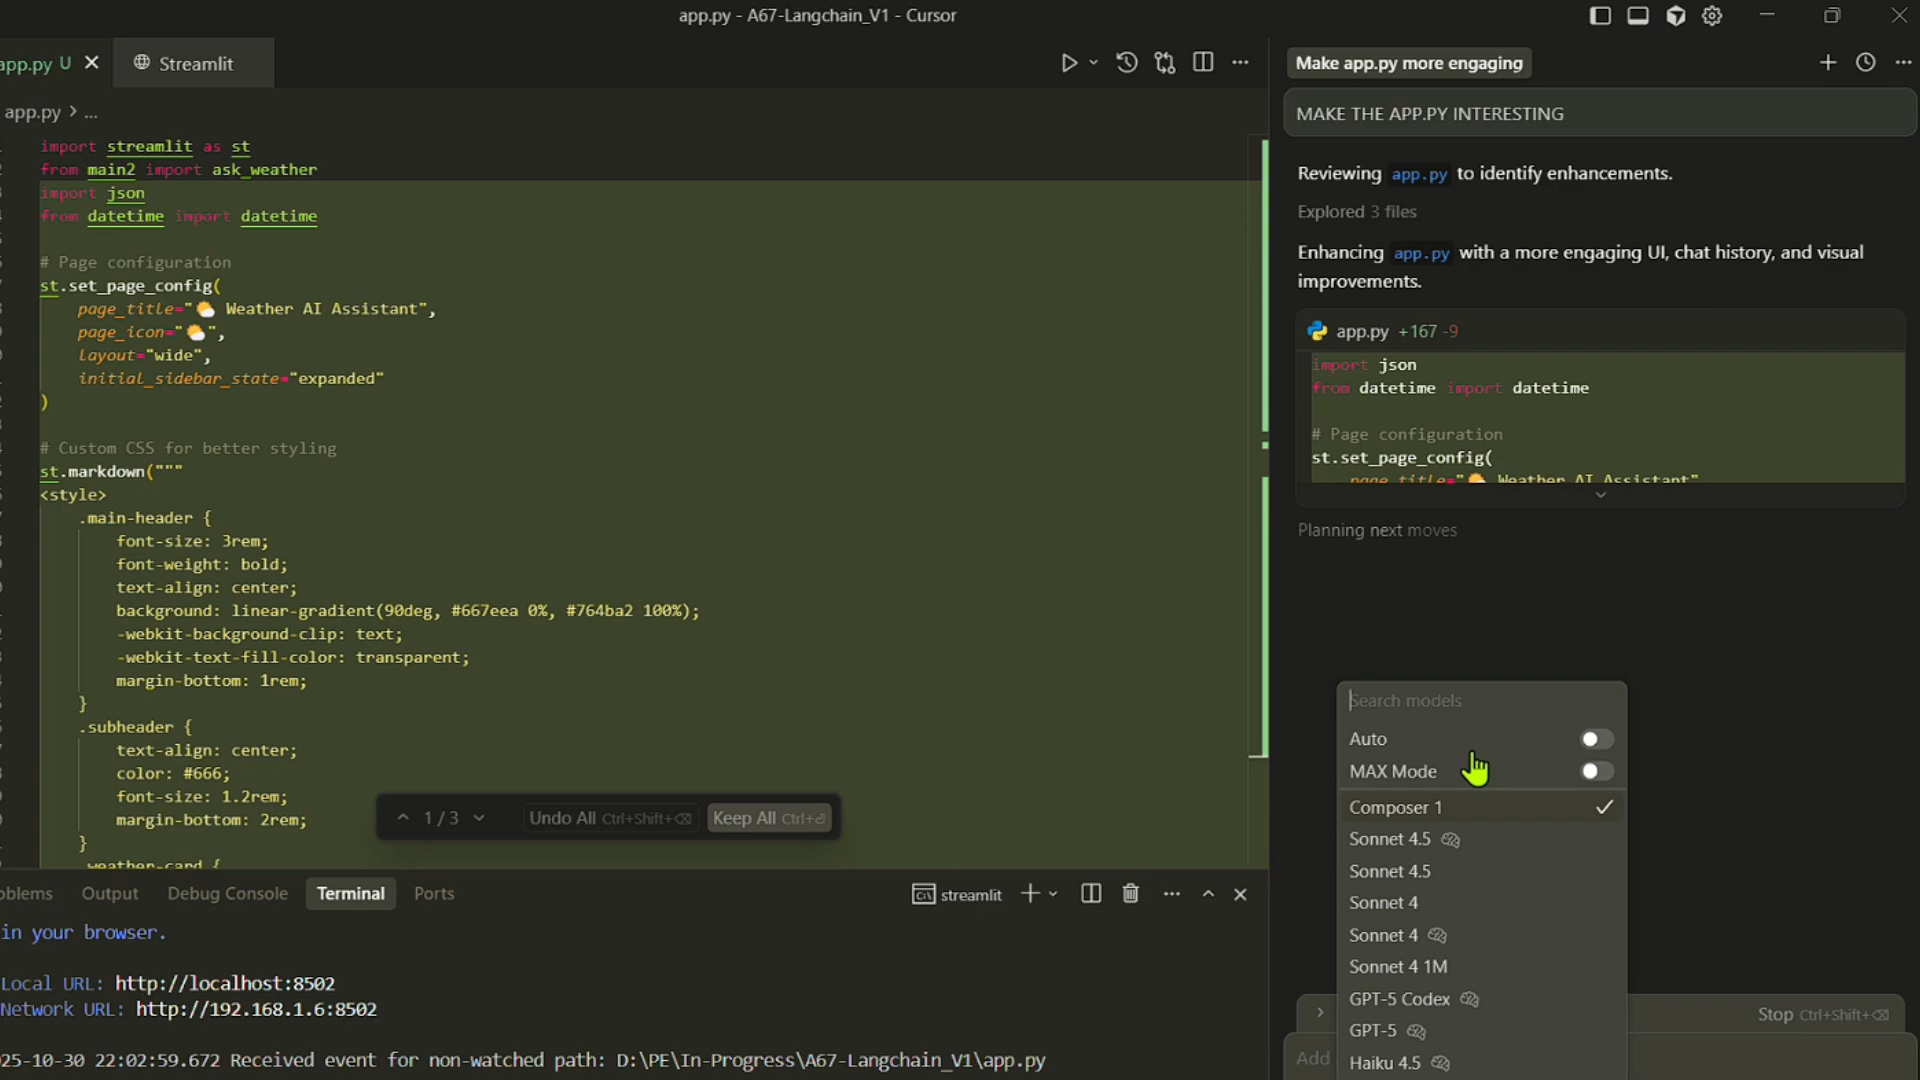 app.py - A67-Langchain_V1 - Cursor
app.py U
Streamlit
app.py > ...
import streamlit as st
from main2 import ask_weather
import json
from datetime import datetime
# Page configuration
st.set_page_config(
page_title="🌤️ Weather AI Assistant",
page_icon="🌤️",
layout="wide",
initial_sidebar_state="expanded"
)
# Custom CSS for better styling
st.markdown("""
<style>
.main-header {
font-size: 3rem;
font-weight: bold;
text-align: center;
background: linear-gradient(90deg, #667eea 0%, #764ba2 100%);
-webkit-background-clip: text;
-webkit-text-fill-color: transparent;
margin-bottom: 1rem;
}
.subheader {
text-align: center;
color: #666;
font-size: 1.2rem;
margin-bottom: 2rem;
}
.weather-card {
1 / 3
Undo All Ctrl+Shift+⌫
Keep All Ctrl+⏎
Output
Debug Console
Terminal
Ports
streamlit
in your browser.
Local URL: http://localhost:8502
Network URL: http://192.168.1.6:8502
25-10-30 22:02:59.672 Received event for non-watched path: D:\PE\In-Progress\A67-Langchain_V1\app.py
Make app.py more engaging
MAKE THE APP.PY INTERESTING
Reviewing app.py to identify enhancements.
Explored 3 files
Enhancing app.py with a more engaging UI, chat history, and visual
improvements.
app.py +167 -9
import json
from datetime import datetime
# Page configuration
st.set_page_config(
page_title="🌤️ Weather AI Assistant"
Planning next moves
Search models
Auto
MAX Mode
Composer 1
Sonnet 4.5
Sonnet 4.5
Sonnet 4
Sonnet 4
Sonnet 4 1M
GPT-5 Codex
GPT-5
Haiku 4.5
Stop Ctrl+Shift+⌫
Add